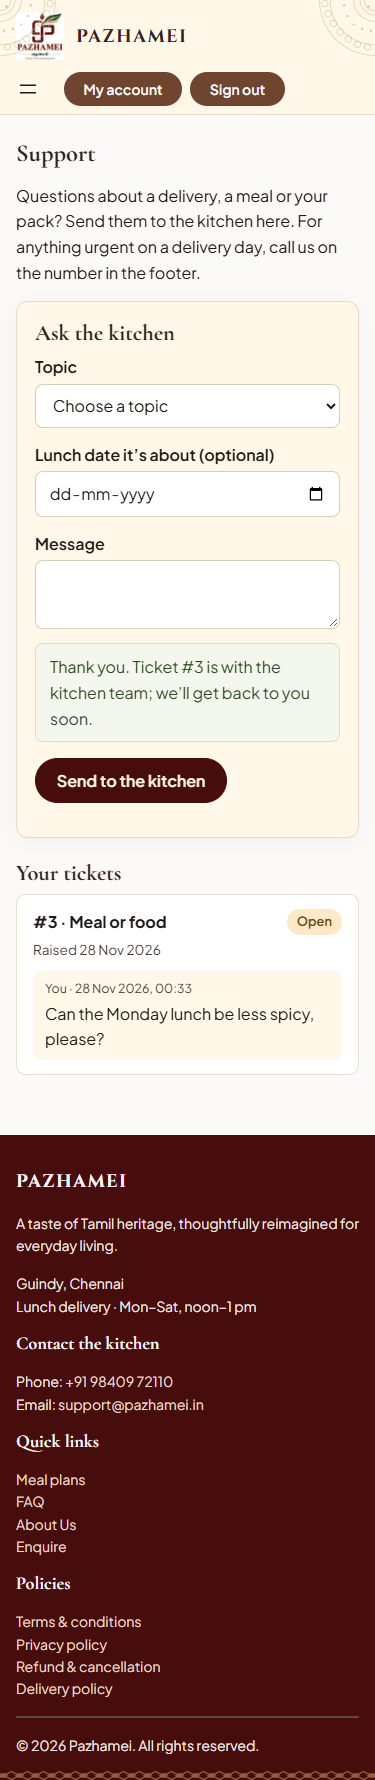 PAZHAMEI
PAZHAMEI
My account
Sign out
Support
Questions about a delivery, a meal or your
pack? Send them to the kitchen here. For
anything urgent on a delivery day, call us on
the number in the footer.
Ask the kitchen
Topic
Choose a topic
Lunch date it’s about (optional)
dd-mm-yyyy
Message
Thank you. Ticket #3 is with the
kitchen team; we’ll get back to you
soon.
Send to the kitchen
Your tickets
#3 · Meal or food
Open
Raised 28 Nov 2026
You · 28 Nov 2026, 00:33
Can the Monday lunch be less spicy,
please?
PAZHAMEI
A taste of Tamil heritage, thoughtfully reimagined for
everyday living.
Guindy, Chennai
Lunch delivery · Mon–Sat, noon–1 pm
Contact the kitchen
Phone: +91 98409 72110
Email: support@pazhamei.in
Quick links
Meal plans
FAQ
About Us
Enquire
Policies
Terms & conditions
Privacy policy
Refund & cancellation
Delivery policy
© 2026 Pazhamei. All rights reserved.